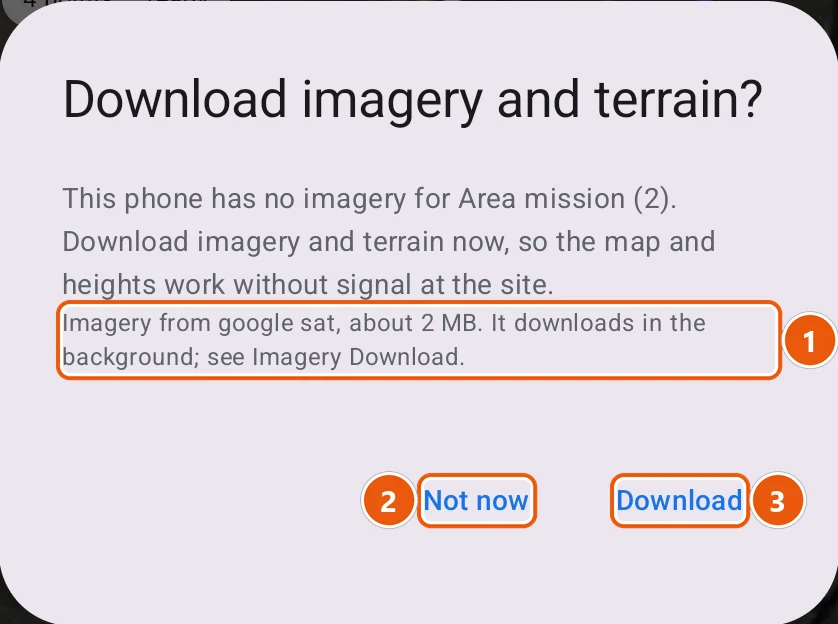 Download imagery and terrain?
This phone has no imagery for Area mission (2).
Download imagery and terrain now, so the map and
heights work without signal at the site.
Imagery from google sat, about 2 MB. It downloads in the
background; see Imagery Download.
1
2
Not now
Download
3